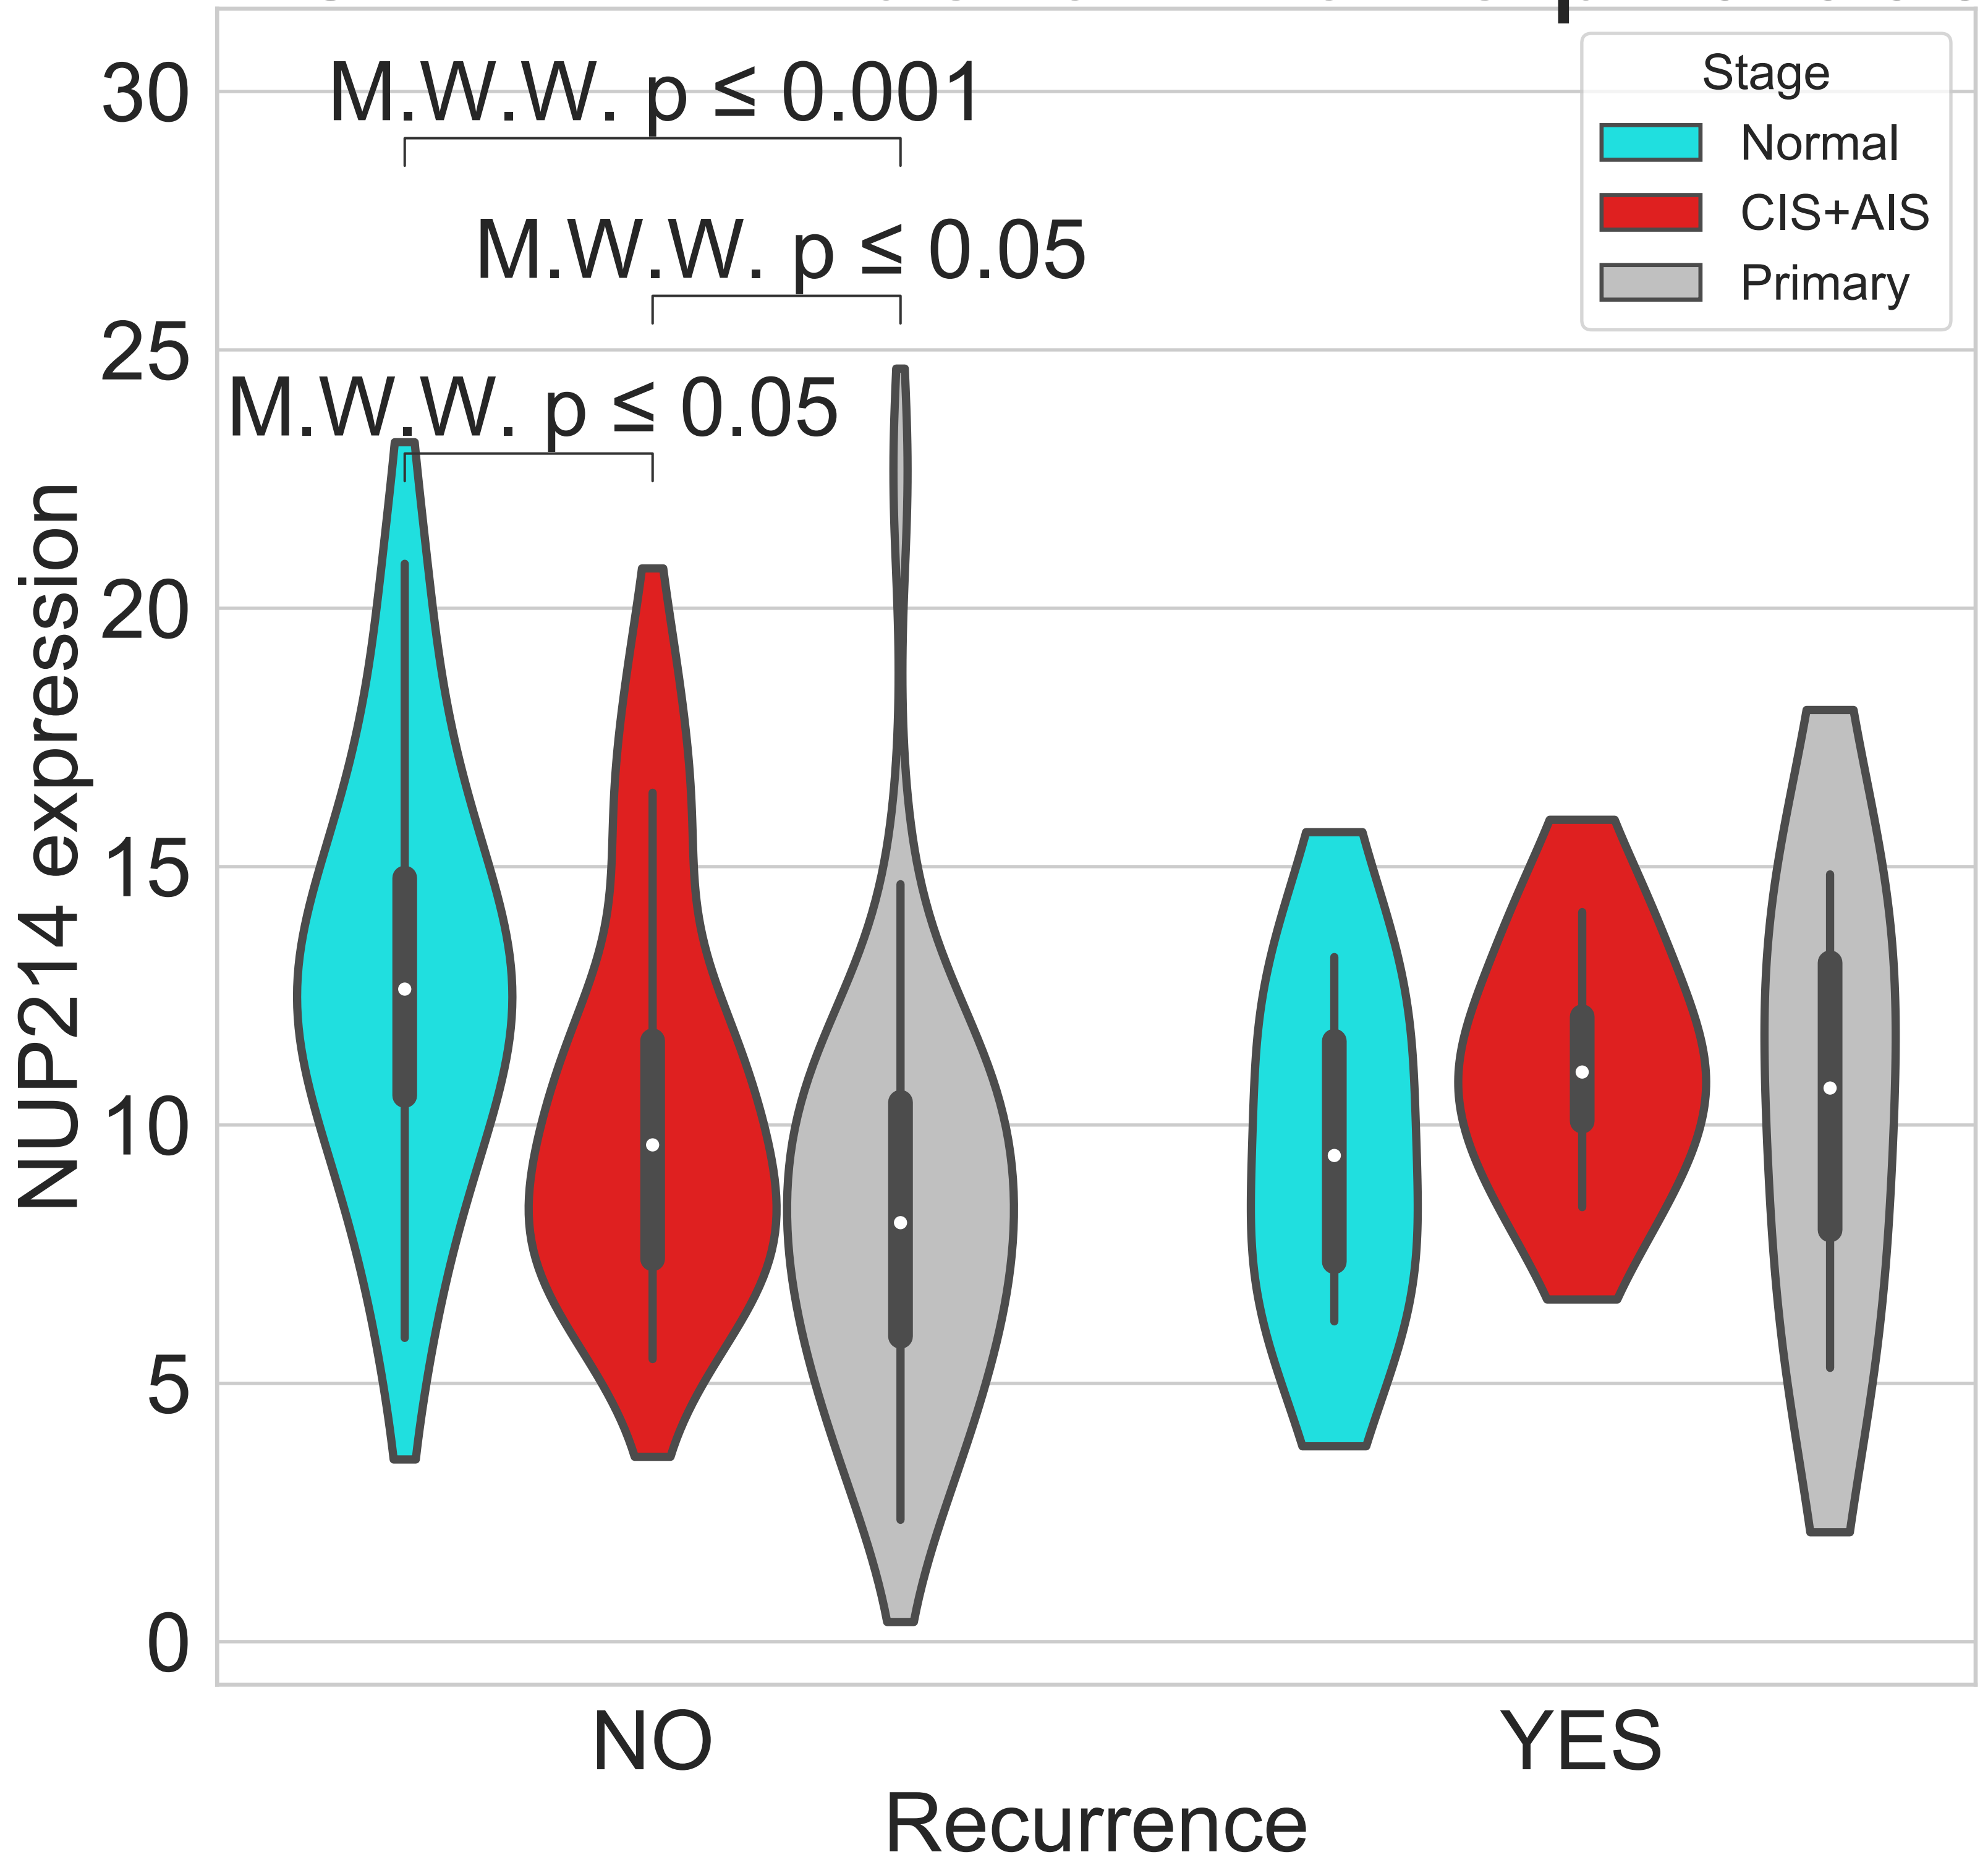 M.W.W. p ≤ 0.001
M.W.W. p ≤ 0.05
M.W.W. p ≤ 0.05
Stage
Normal
CIS+AIS
Primary
30
25
20
15
10
5
0
NUP214 expression
NO
YES
Recurrence